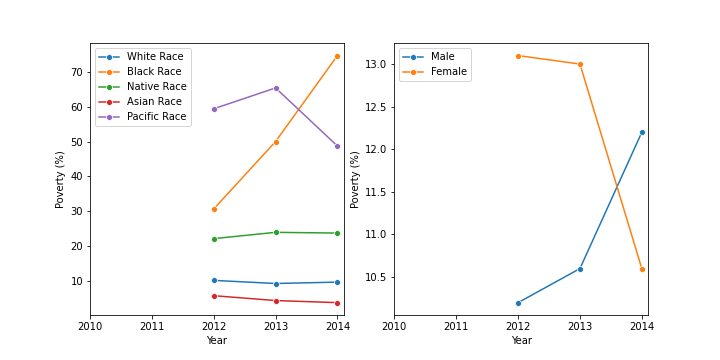 White Race
Black Race
Native Race
Asian Race
Pacific Race
70
60
50
40
30
20
10
Poverty (%)
2010 2011 2012 2013 2014
Year
Male
Female
13.0
12.5
12.0
11.5
11.0
10.5
Poverty (%)
2010 2011 2012 2013 2014
Year